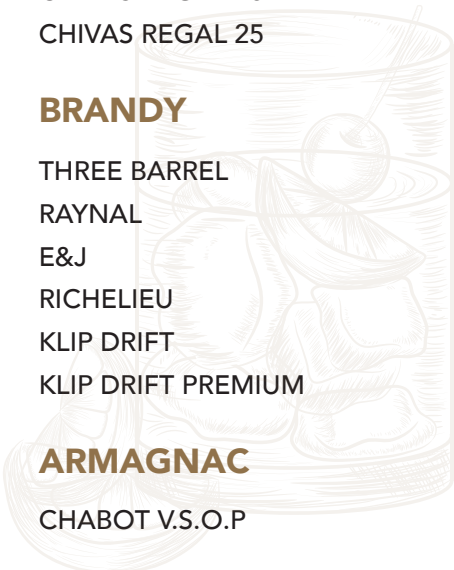 CHIVAS REGAL 25
BRANDY
THREE BARREL
RAYNAL
E&J
RICHELIEU
KLIP DRIFT
KLIP DRIFT PREMIUM
ARMAGNAC
CHABOT V.S.O.P